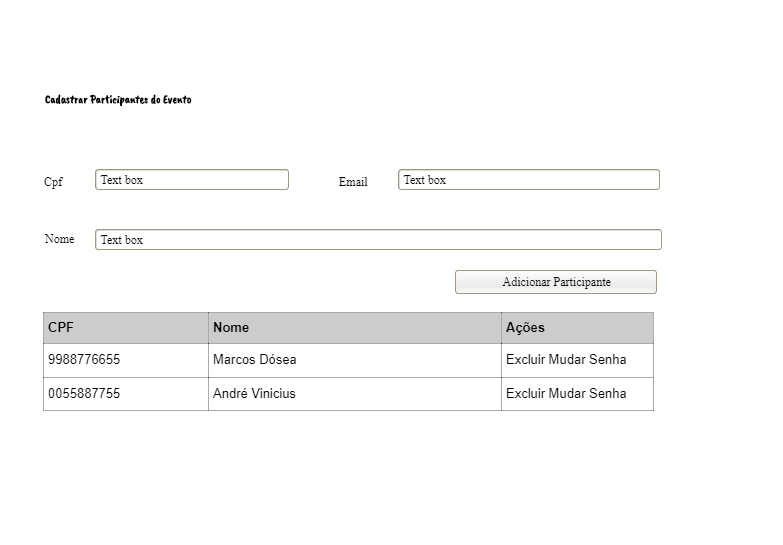 Cadastrar Participantes do Evento
Cpf Text box Email Text box
Nome Text box
Adicionar Participante
CPF Nome Ações
9988776655 Marcos Dósea Excluir Mudar Senha
0055887755 André Vinicius Excluir Mudar Senha